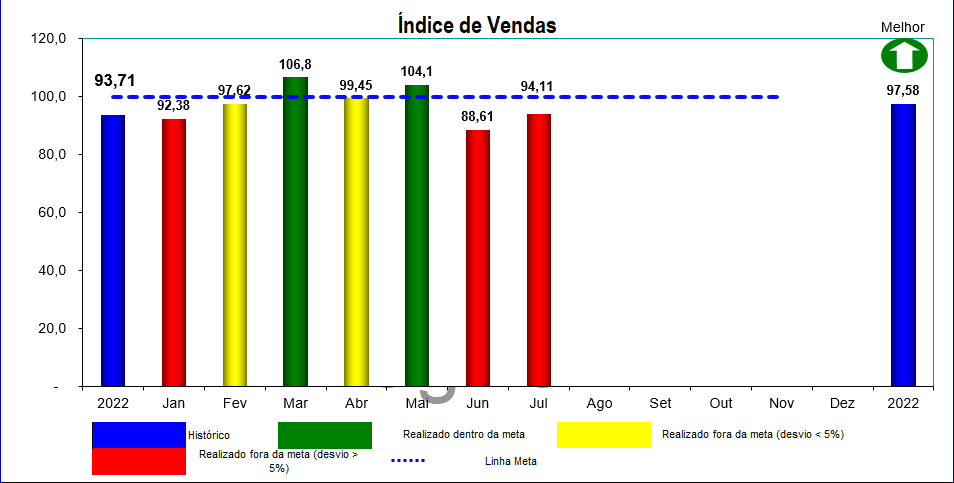 Índice de Vendas
Melhor
120,0
100,0
80,0
60,0
40,0
20,0
-
93,71
92,38
97,62
106,8
99,45
104,1
88,61
94,11
97,58
2022 Jan Fev Mar Abr Mai Jun Jul Ago Set Out Nov Dez 2022
Histórico
Realizado dentro da meta
Realizado fora da meta (desvio < 5%)
Realizado fora da meta (desvio >
5%)
Linha Meta